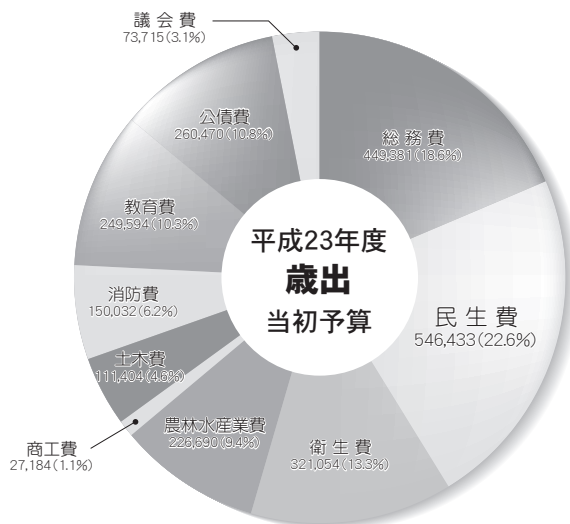 議会費
73,715(3.1%)
公債費
260,470(10.8%)
総務費
449,381(18.6%)
教育費
249,594(10.3%)
平成23年度
歳出
当初予算
消防費
150,032(6.2%)
民生費
546,433(22.6%)
土木費
111,404(4.6%)
農林水産業費
226,690(9.4%)
衛生費
321,054(13.3%)
商工費
27,184(1.1%)